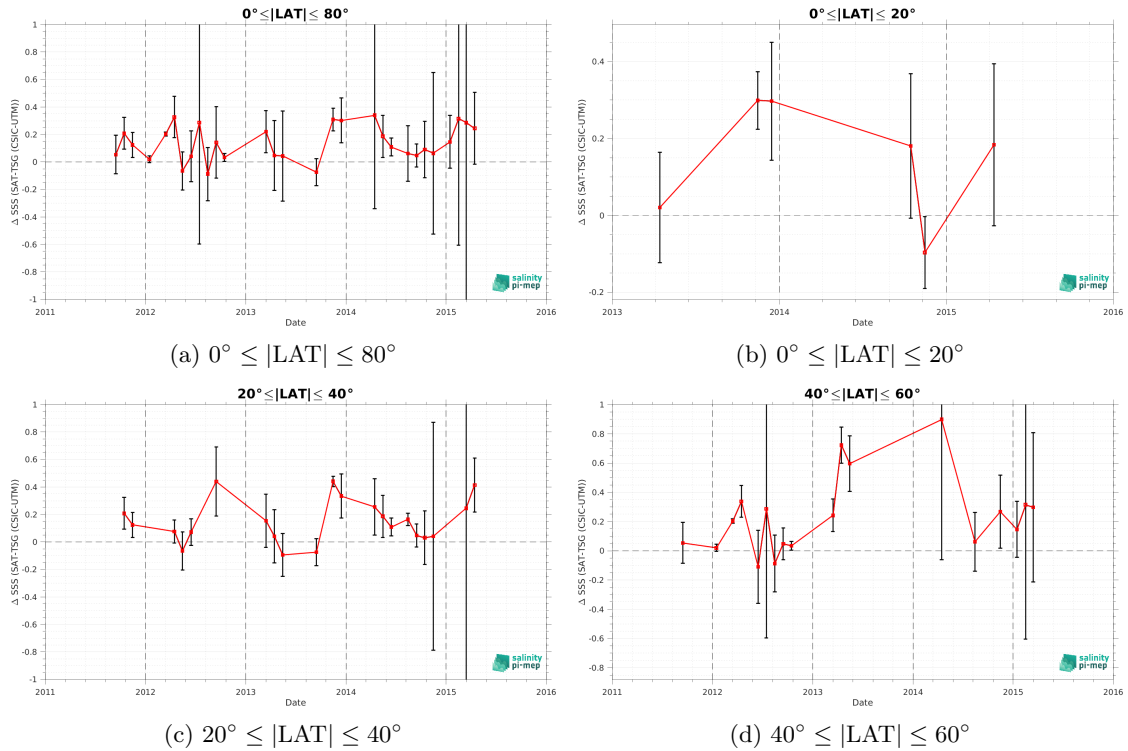 0°≤|LAT|≤ 80°
Δ SSS (SAT-TSG (CSIC-UTM))
1
0.8
0.6
0.4
0.2
0
-0.2
-0.4
-0.6
-0.8
-1
2011 2012 2013 2014 2015 2016
Date
salinity
pi-mep
(a) 0° ≤ |LAT| ≤ 80°
0°≤|LAT|≤ 20°
Δ SSS (SAT-TSG (CSIC-UTM))
0.4
0.2
0
-0.2
2013 2014 2015 2016
Date
salinity
pi-mep
(b) 0° ≤ |LAT| ≤ 20°
20°≤|LAT|≤ 40°
Δ SSS (SAT-TSG (CSIC-UTM))
1
0.8
0.6
0.4
0.2
0
-0.2
-0.4
-0.6
-0.8
-1
2011 2012 2013 2014 2015 2016
Date
salinity
pi-mep
(c) 20° ≤ |LAT| ≤ 40°
40°≤|LAT|≤ 60°
Δ SSS (SAT-TSG (CSIC-UTM))
1
0.8
0.6
0.4
0.2
0
-0.2
-0.4
-0.6
-0.8
2011 2012 2013 2014 2015 2016
Date
salinity
pi-mep
(d) 40° ≤ |LAT| ≤ 60°